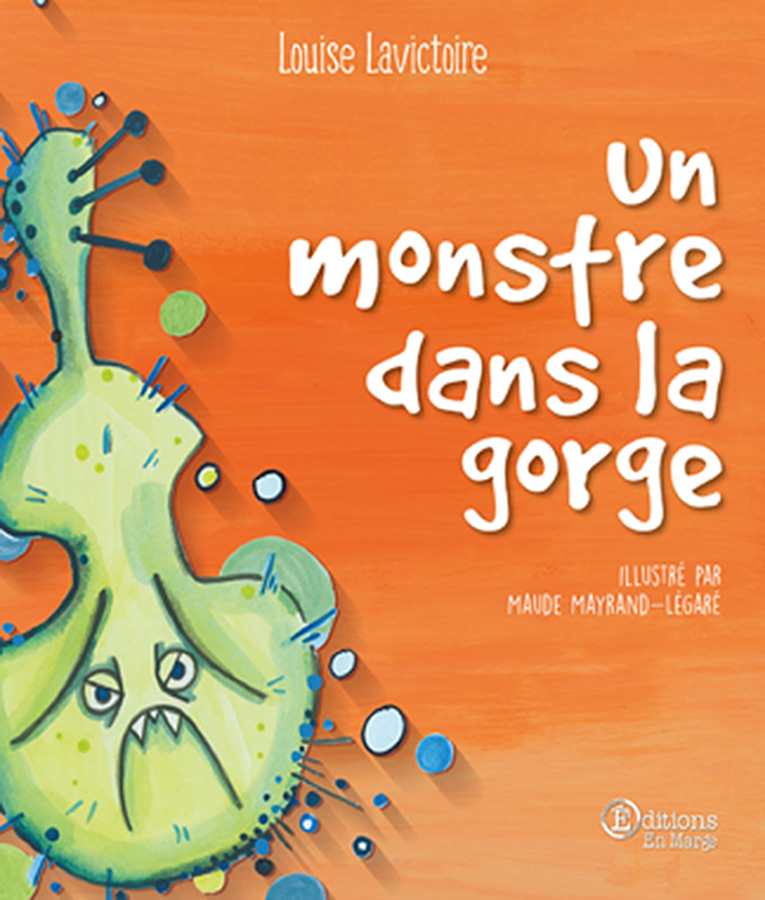 Louise Lavictoire
un
monstre
dans la
gorge
ILLUSTRÉ PAR
MAUDE MAYRAND-LÉGARÉ
Éditions
En Marge